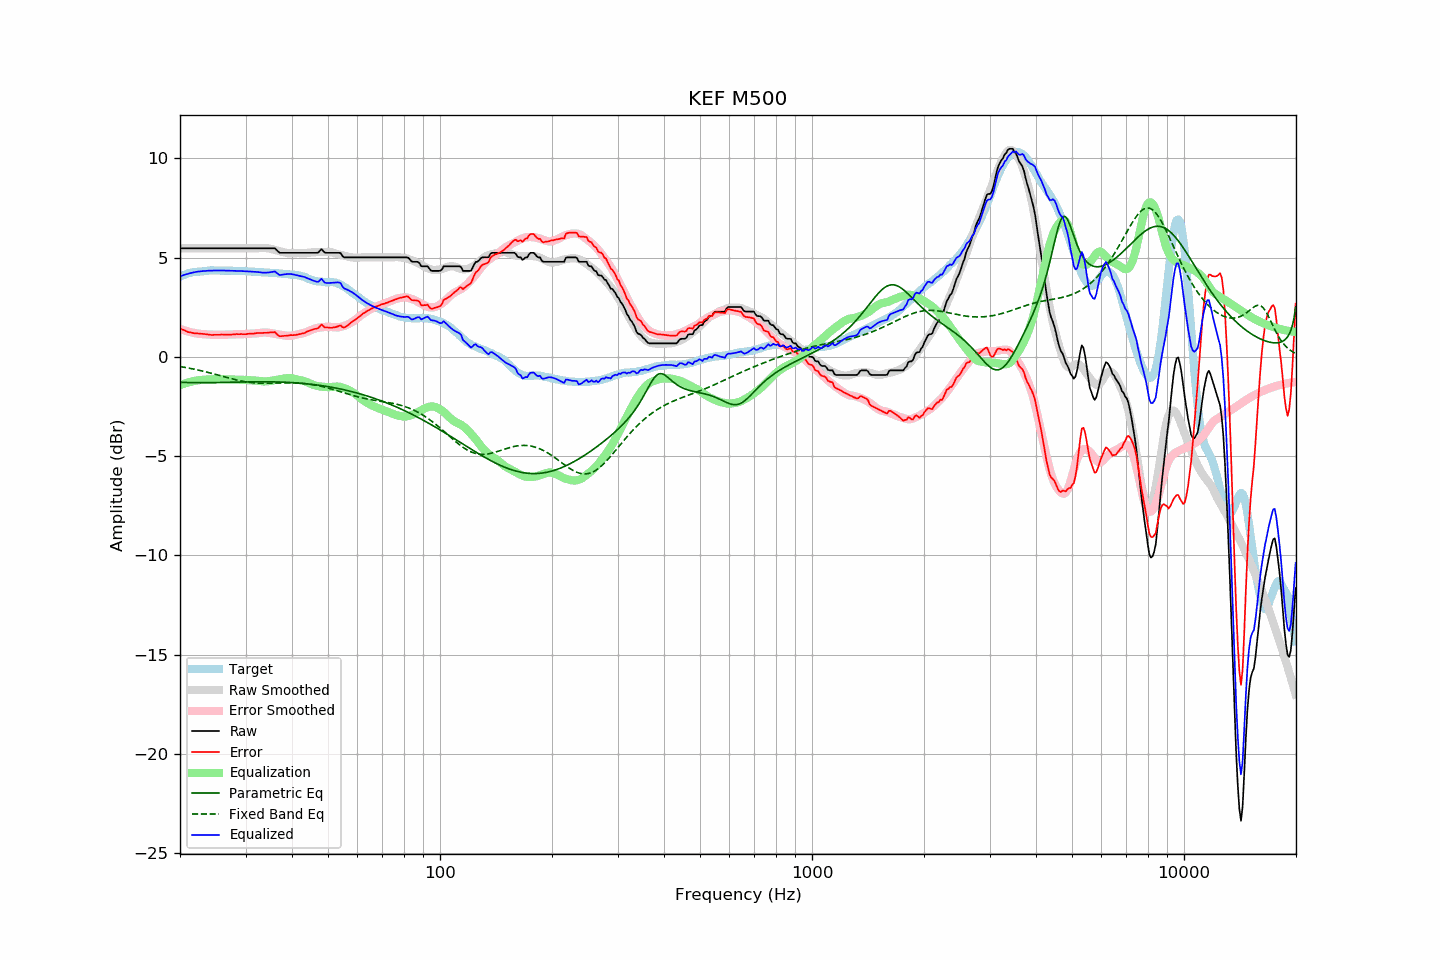 KEF M500
10
5
0
−5
−10
−15
−20
−25
Amplitude (dBr)
Target
Raw Smoothed
Error Smoothed
Raw
Error
Equalization
Parametric Eq
Fixed Band Eq
Equalized
100
1000
10000
Frequency (Hz)